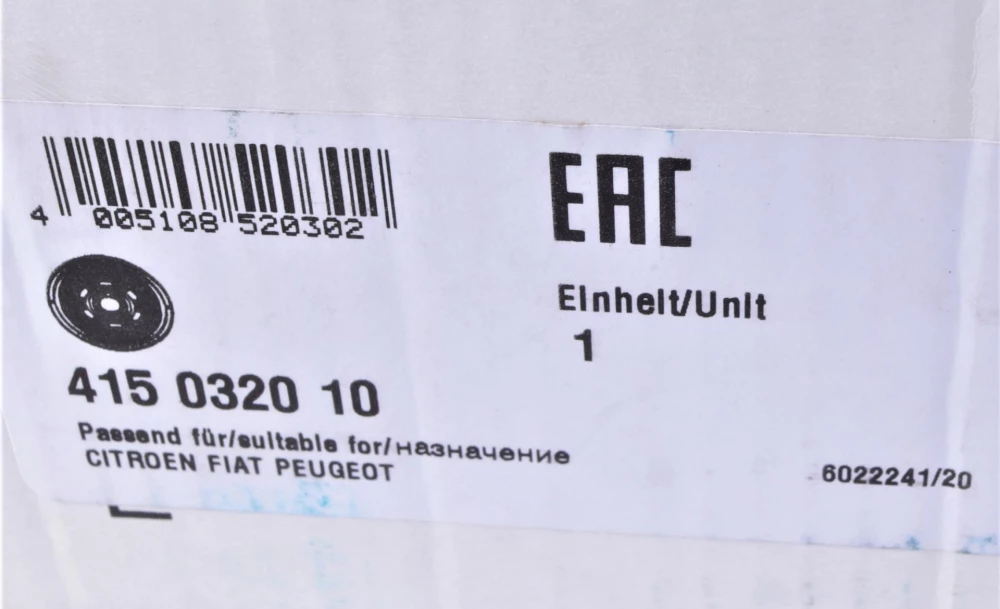 4 005108 520302
EAC
Einheit/Unit
1
415 0320 10
Passend für/suitable for/назначение
CITROEN FIAT PEUGEOT
6022241/20